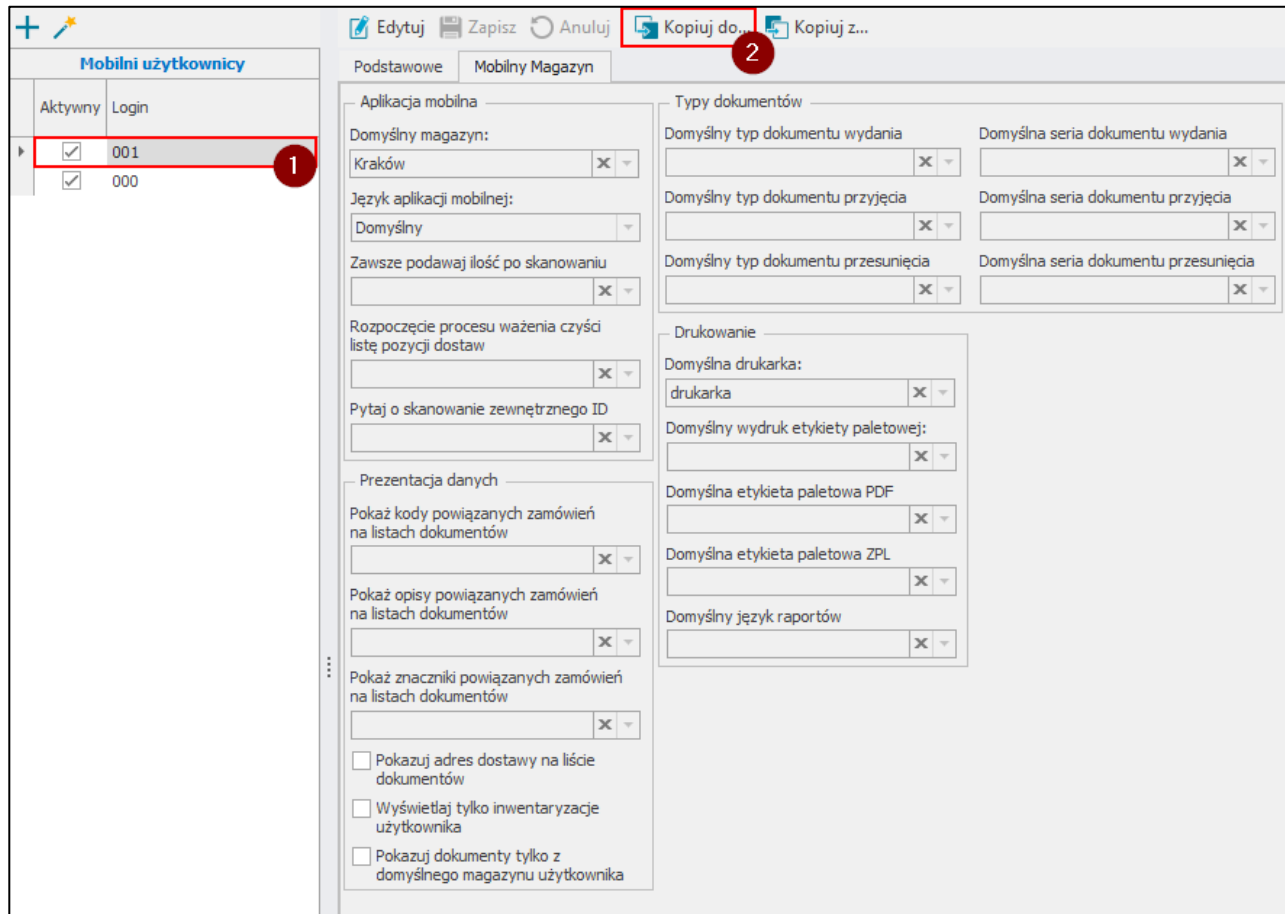 Edytuj Zapisz Anuluj Kopiuj do... Kopiuj z...
2
Mobilni użytkownicy
Aktywny Login
001
1
000
Podstawowe Mobilny Magazyn
Aplikacja mobilna
Domyślny magazyn:
Kraków
Język aplikacji mobilnej:
Domyślny
Zawsze podawaj ilość po skanowaniu
Rozpoczęcie procesu ważenia czyści
listę pozycji dostaw
Pytaj o skanowanie zewnętrznego ID
Prezentacja danych
Pokaż kody powiązanych zamówień
na listach dokumentów
Pokaż opisy powiązanych zamówień
na listach dokumentów
Pokaż znaczniki powiązanych zamówień
na listach dokumentów
Pokazuj adres dostawy na liście
dokumentów
Wyświetlaj tylko inwentaryzacje
użytkownika
Pokazuj dokumenty tylko z
domyślnego magazynu użytkownika
Typy dokumentów
Domyślny typ dokumentu wydania Domyślna seria dokumentu wydania
Domyślny typ dokumentu przyjęcia Domyślna seria dokumentu przyjęcia
Domyślny typ dokumentu przesunięcia Domyślna seria dokumentu przesunięcia
Drukowanie
Domyślna drukarka:
drukarka
Domyślny wydruk etykiety paletowej:
Domyślna etykieta paletowa PDF
Domyślna etykieta paletowa ZPL
Domyślny język raportów